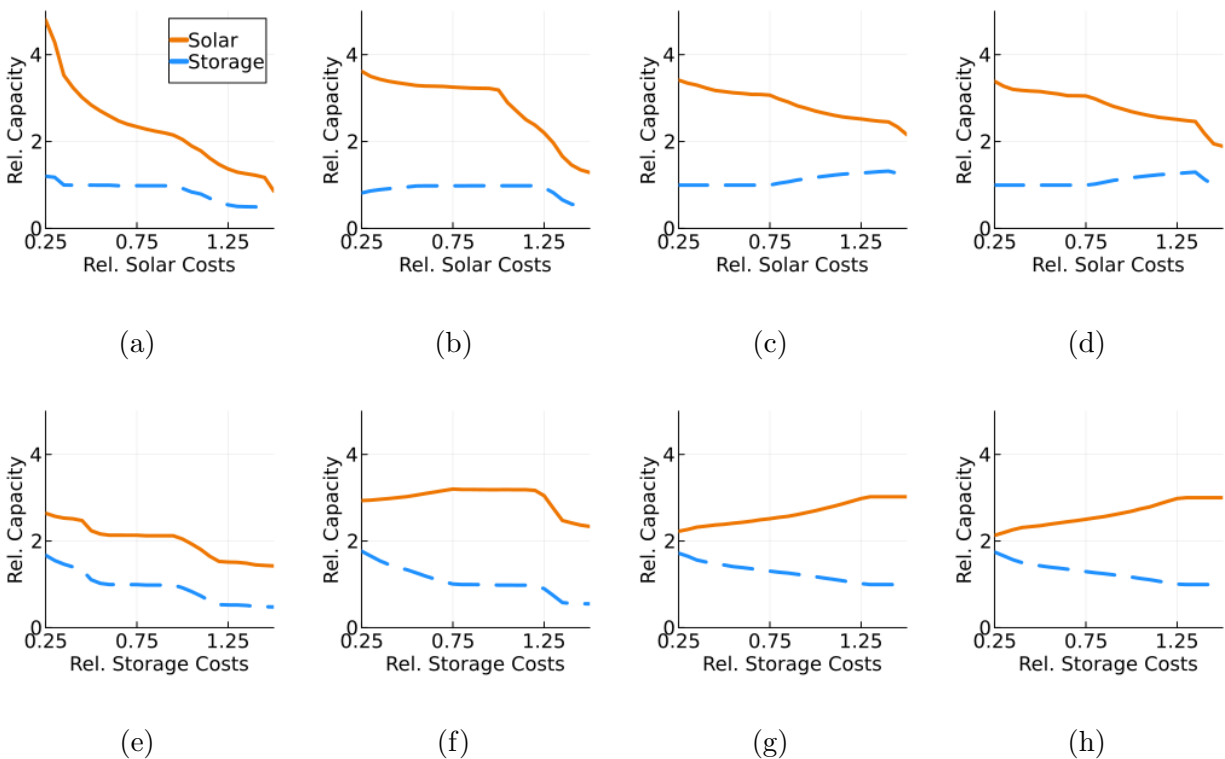 Solar
Storage
Rel. Capacity
4
2
0
0.25 0.75 1.25
Rel. Solar Costs
(a)
Rel. Capacity
4
2
0
0.25 0.75 1.25
Rel. Solar Costs
(b)
Rel. Capacity
4
2
0
0.25 0.75 1.25
Rel. Solar Costs
(c)
Rel. Capacity
4
2
0
0.25 0.75 1.25
Rel. Solar Costs
(d)
Rel. Capacity
4
2
0
0.25 0.75 1.25
Rel. Storage Costs
(e)
Rel. Capacity
4
2
0
0.25 0.75 1.25
Rel. Storage Costs
(f)
Rel. Capacity
4
2
0
0.25 0.75 1.25
Rel. Storage Costs
(g)
Rel. Capacity
4
2
0
0.25 0.75 1.25
Rel. Storage Costs
(h)